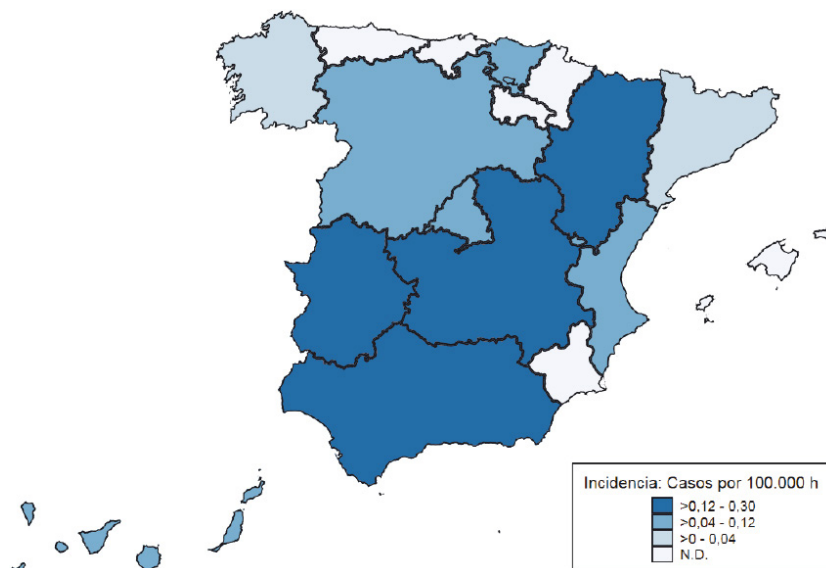 Incidencia: Casos por 100.000 h
>0,12 - 0.30
>0,04 - 0,12
>0 - 0,04
N.D.